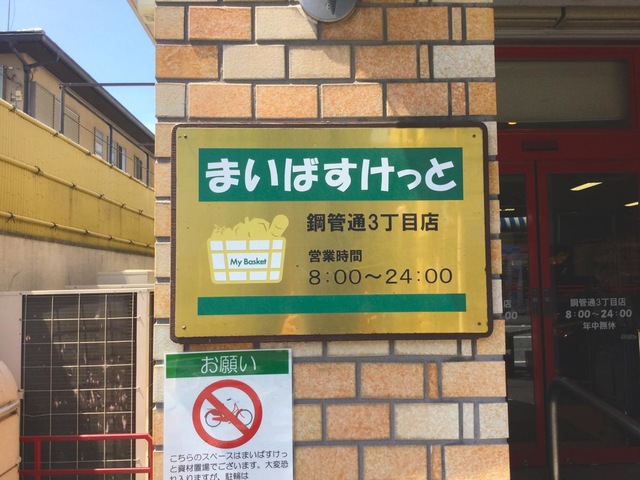 まいばすけっと
鋼管通3丁目店
営業時間
8:00～24:00
My Basket
お願い
こちらのスペースはまいばすけっ
と資材置場でございます。大変恐
れ入りますが、駐輪は
鋼管通3丁目店
8:00～24:00
年中無休